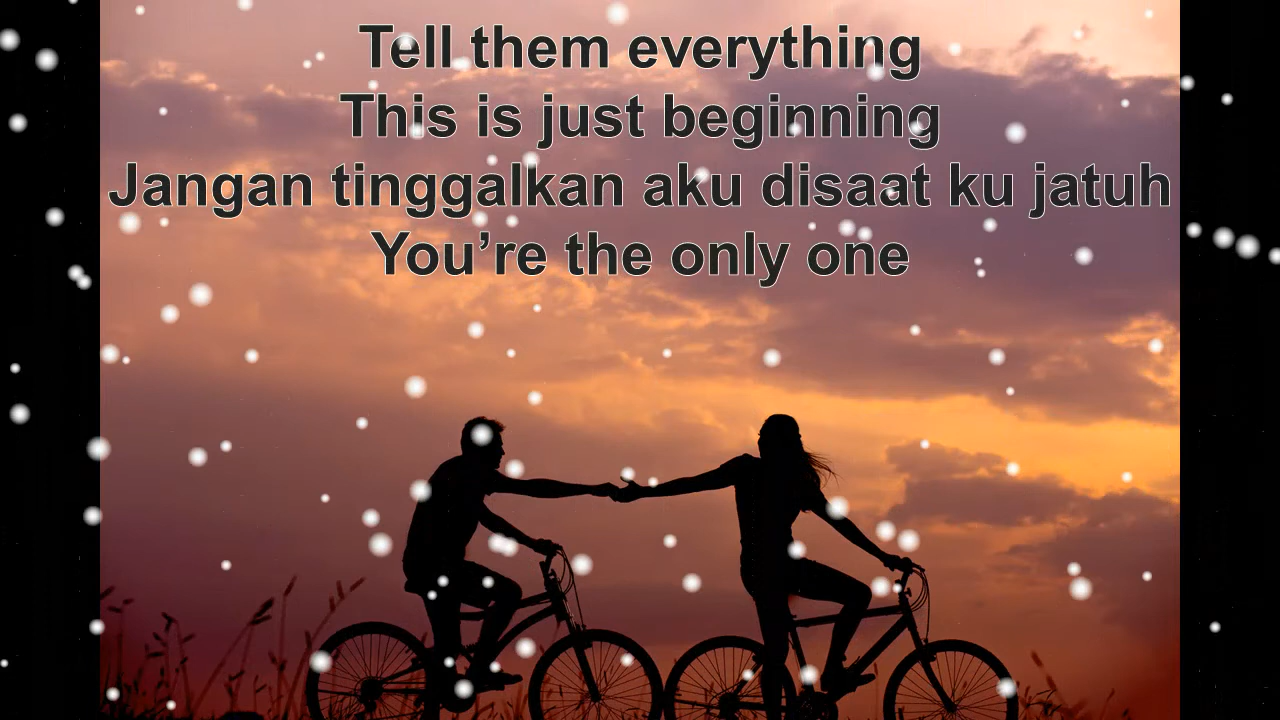 Tell them everything
This is just beginning
Jangan tinggalkan aku disaat ku jatuh
You’re the only one